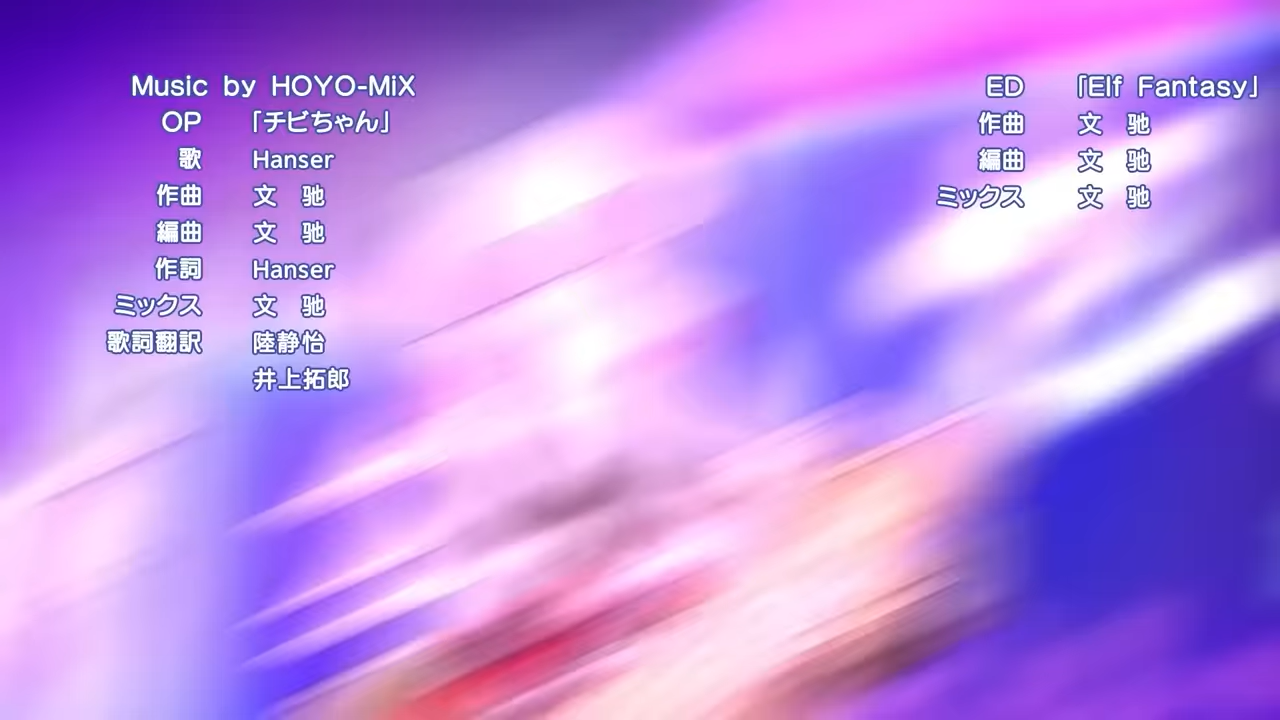 Music by HOYO-MiX
OP 「チビちゃん」
歌 Hanser
作曲 文 驰
編曲 文 驰
作詞 Hanser
ミックス 文 驰
歌詞翻訳 陸静怡
井上拓郎
ED 「Elf Fantasy」
作曲 文 驰
編曲 文 驰
ミックス 文 驰